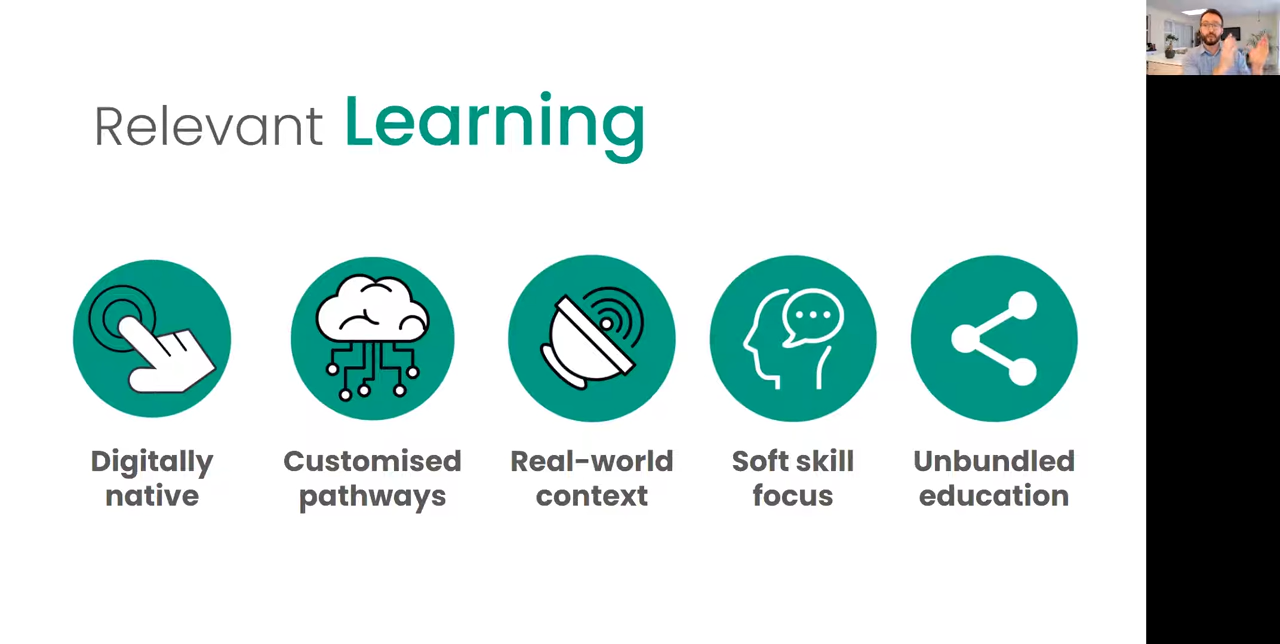 Relevant Learning
Digitally
native
Customised
pathways
Real-world
context
Soft skill
focus
Unbundled
education